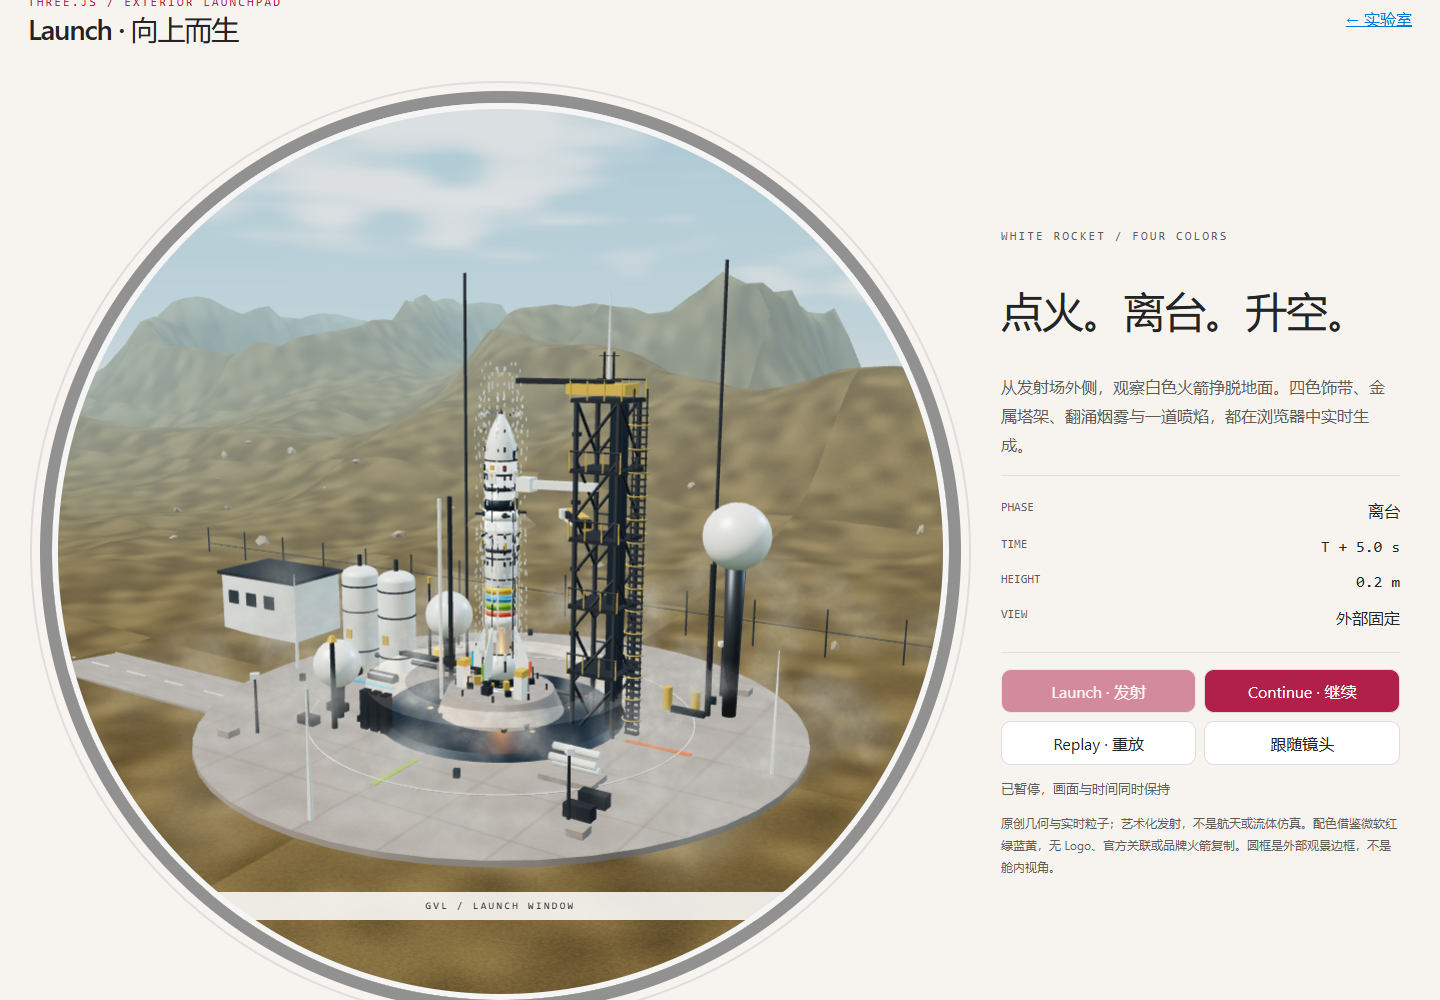 THREE.JS / EXTERIOR LAUNCHPAD
Launch · 向上而生
← 实验室
WHITE ROCKET / FOUR COLORS
点火。离台。升空。
从发射场外侧，观察白色火箭挣脱地面。四色饰带、金
属塔架、翻涌烟雾与一道喷焰，都在浏览器中实时生
成。
PHASE 离台
TIME T + 5.0 s
HEIGHT 0.2 m
VIEW 外部固定
Launch · 发射
Continue · 继续
Replay · 重放
跟随镜头
已暂停，画面与时间同时保持
原创几何与实时粒子；艺术化发射，不是航天或流体仿真。配色借鉴微软红
绿蓝黄，无 Logo、官方关联或品牌火箭复制。圆框是外部观景边框，不是
舱内视角。
GVL / LAUNCH WINDOW